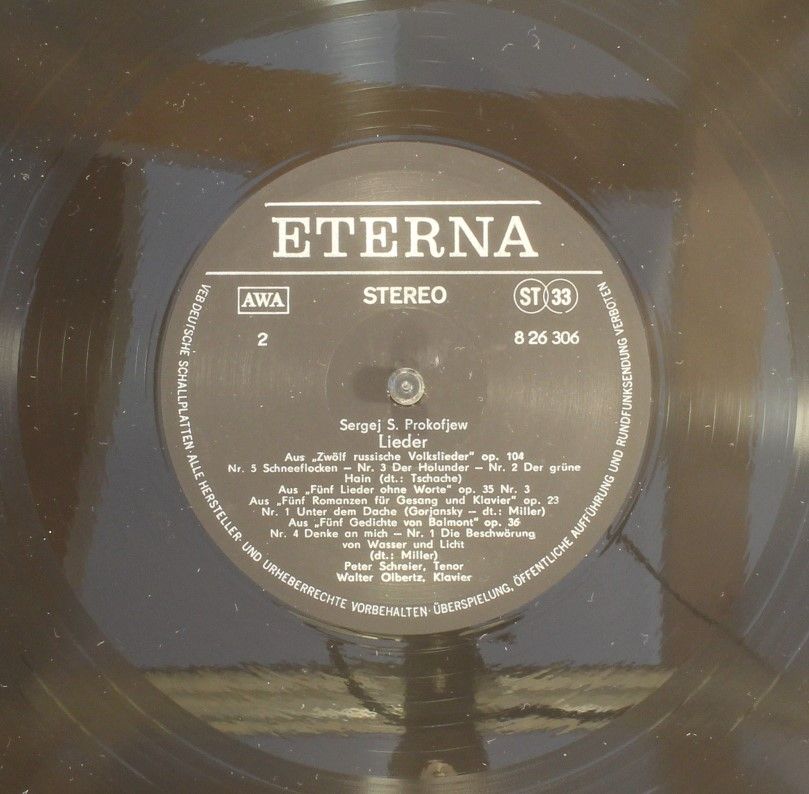 ETERNA
AWA STEREO ST 33
2 8 26 306
Sergej S. Prokofjew
Lieder
Aus „Zwölf russische Volkslieder" op. 104
Nr. 5 Schneeflocken – Nr. 3 Der Holunder – Nr. 2 Der grüne
Hain (dt.: Tschache)
Aus „Fünf Lieder ohne Worte" op. 35 Nr. 3
Aus „Fünf Romanzen für Gesang und Klavier" op. 23
Nr. 1 Unter dem Dache (Gorjansky – dt.: Miller)
Aus „Fünf Gedichte von Balmont" op. 36
Nr. 4 Denke an mich – Nr. 1 Die Beschwörung
von Wasser und Licht
(dt.: Miller)
Peter Schreier, Tenor
Walter Olbertz, Klavier
VEB DEUTSCHE SCHALLPLATTEN · ALLE HERSTELLER- UND URHEBERRECHTE VORBEHALTEN · ÜBERSPIELUNG, ÖFFENTLICHE AUFFÜHRUNG UND RUNDFUNKSENDUNG VERBOTEN